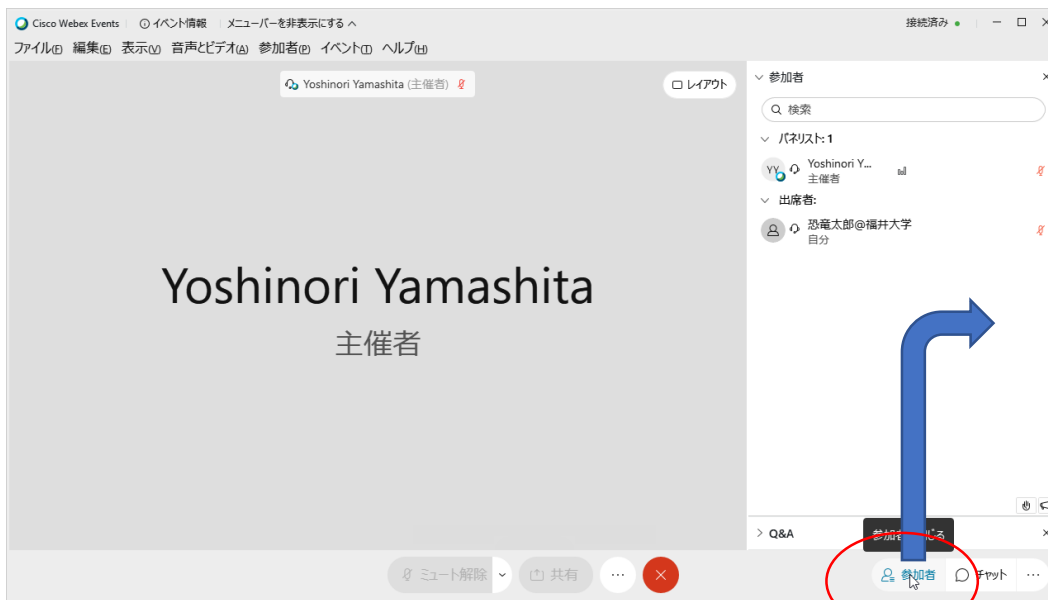 Cisco Webex Events ⓘ イベント情報 メニューバーを非表示にする ヘ 接続済み
ファイル(F) 編集(E) 表示(V) 音声とビデオ(A) 参加者(P) イベント(T) ヘルプ(H)
Yoshinori Yamashita (主催者)
レイアウト
参加者
検索
パネリスト: 1
YY
Yoshinori Y...
主催者
出席者:
恐竜太郎@福井大学
自分
Yoshinori Yamashita
主催者
Q&A
ミュート解除
共有
...
参加者
チャット
...